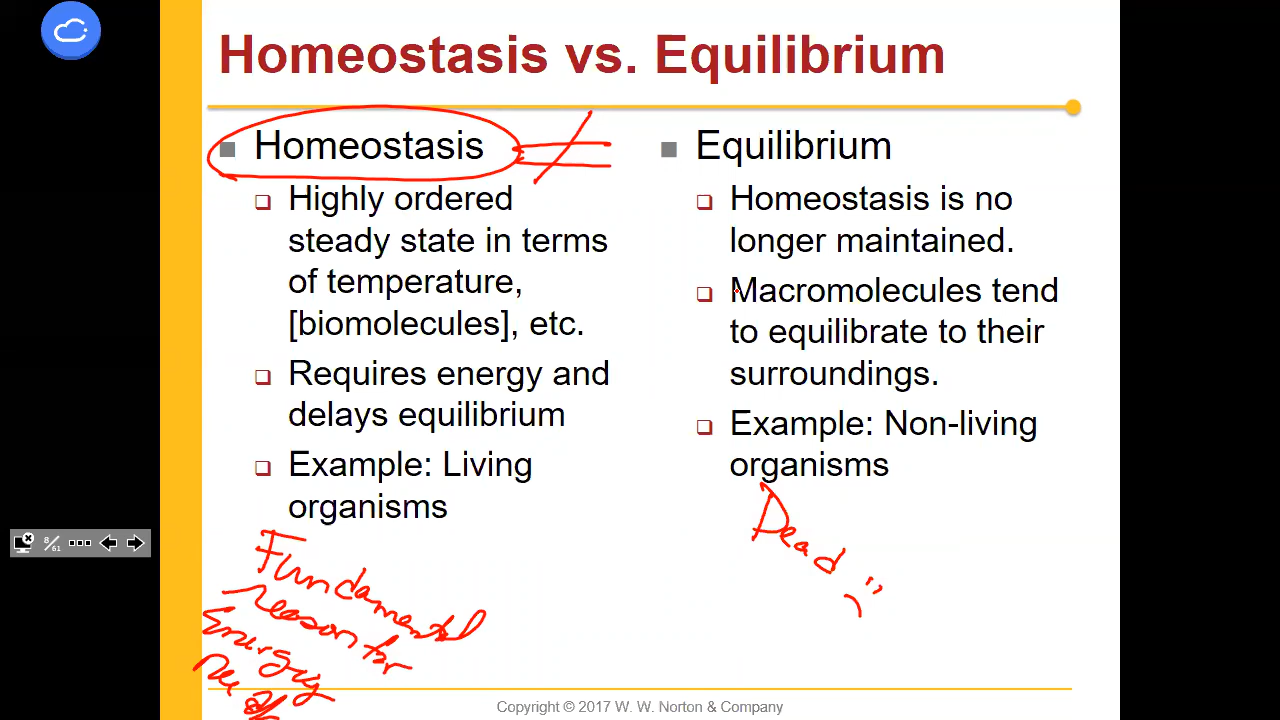 Homeostasis vs. Equilibrium
Homeostasis
Highly ordered
steady state in terms
of temperature,
[biomolecules], etc.
Requires energy and
delays equilibrium
Example: Living
organisms
Fundamental
reason for
Energy
Equilibrium
Homeostasis is no
longer maintained.
Macromolecules tend
to equilibrate to their
surroundings.
Example: Non-living
organisms
Dead
8/61
Copyright © 2017 W. W. Norton & Company